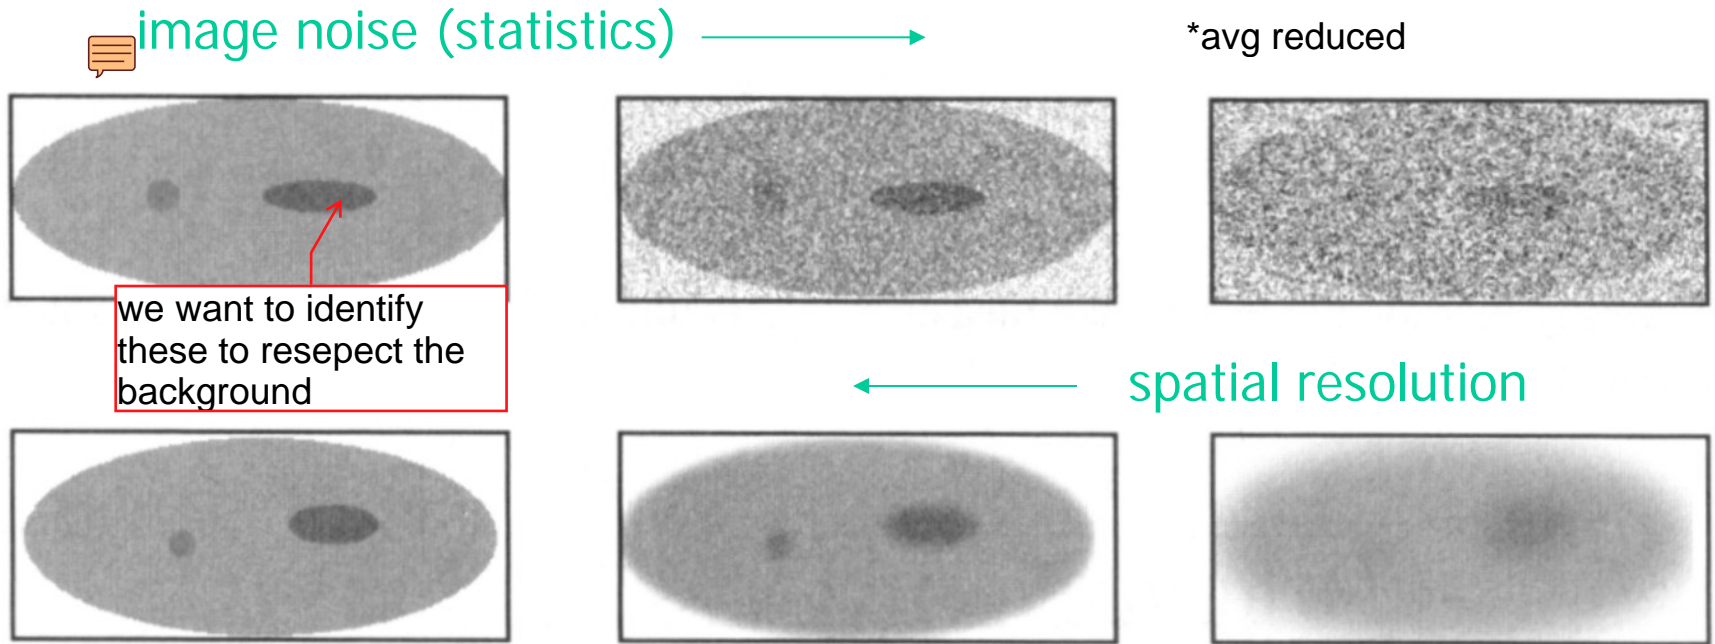 image noise (statistics)
*avg reduced
we want to identify
these to resepect the
background
spatial resolution